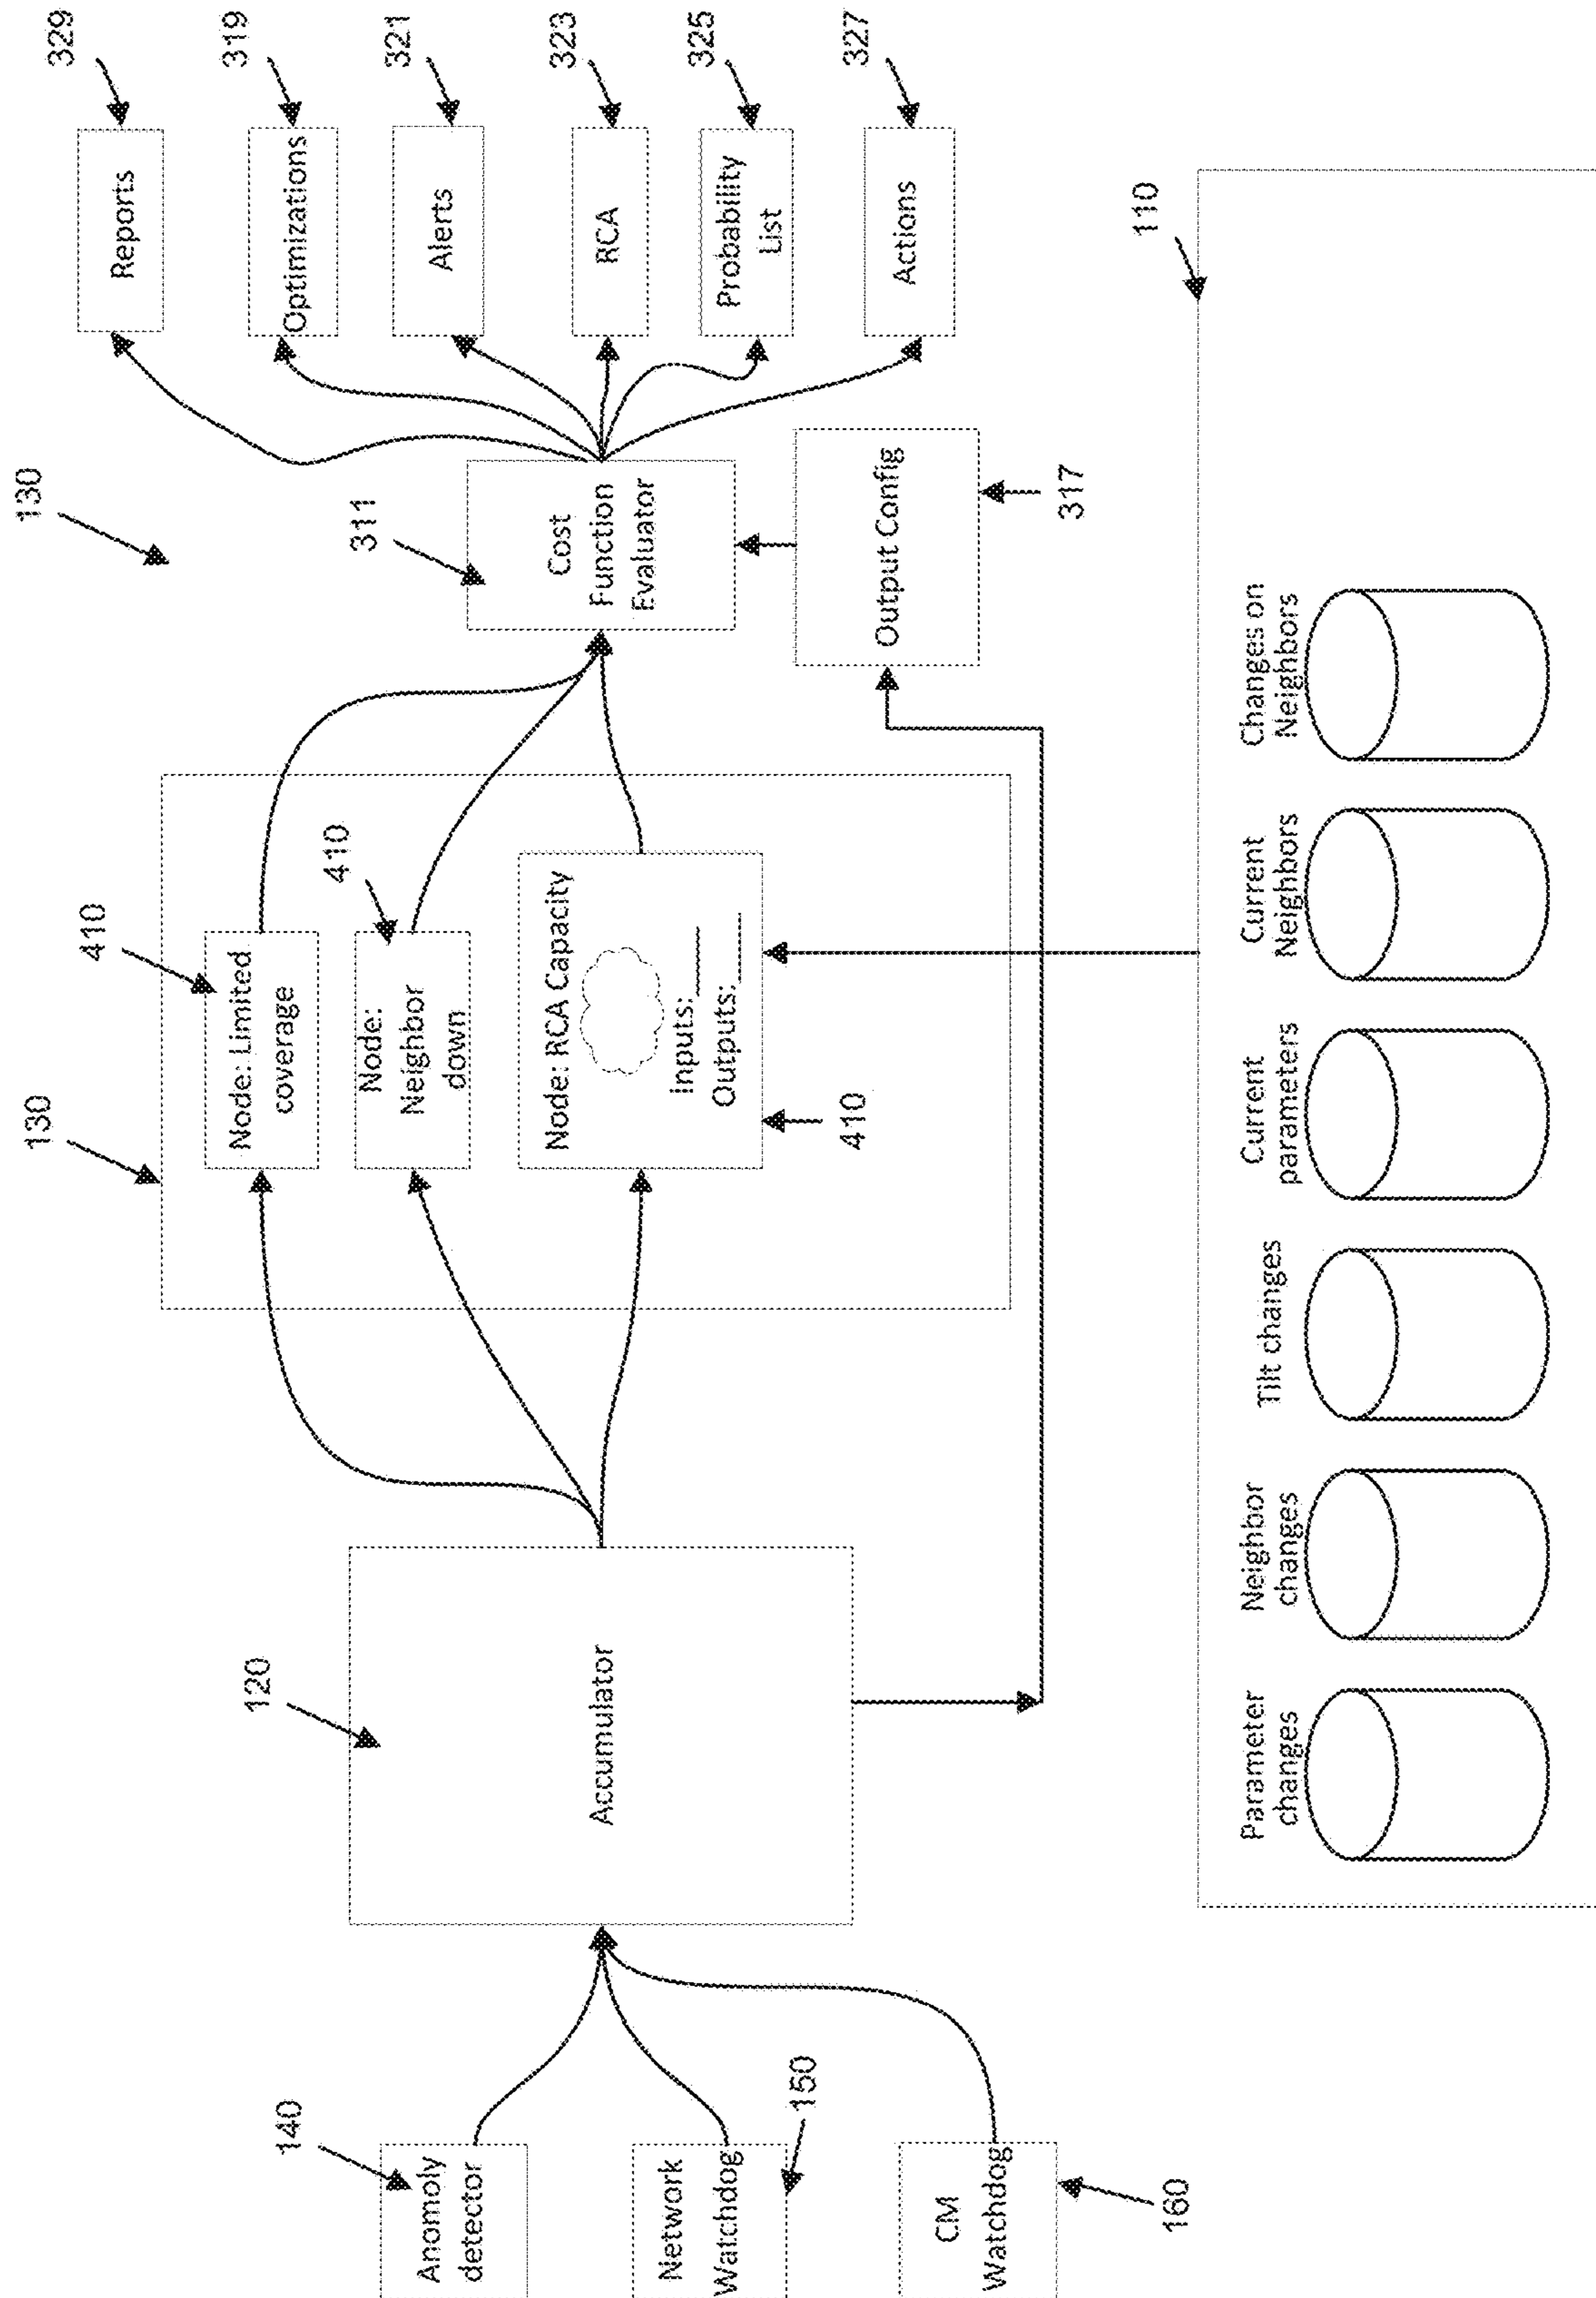 140
Anomoly
detector
Network
Watchdog
150
CM
Watchdog
160
120
Accumulator
130
410
Node: Limited
coverage
410
Node:
Neighbor
down
Node: RCA Capacity
Inputs:____
Outputs:____
410
130
311
Cost
Function
Evaluator
Output Config
317
Reports
329
Optimizations
319
Alerts
321
RCA
323
Probability
List
325
Actions
327
110
Parameter
changes
Neighbor
changes
Tilt changes
Current
parameters
Current
Neighbors
Changes on
Neighbors